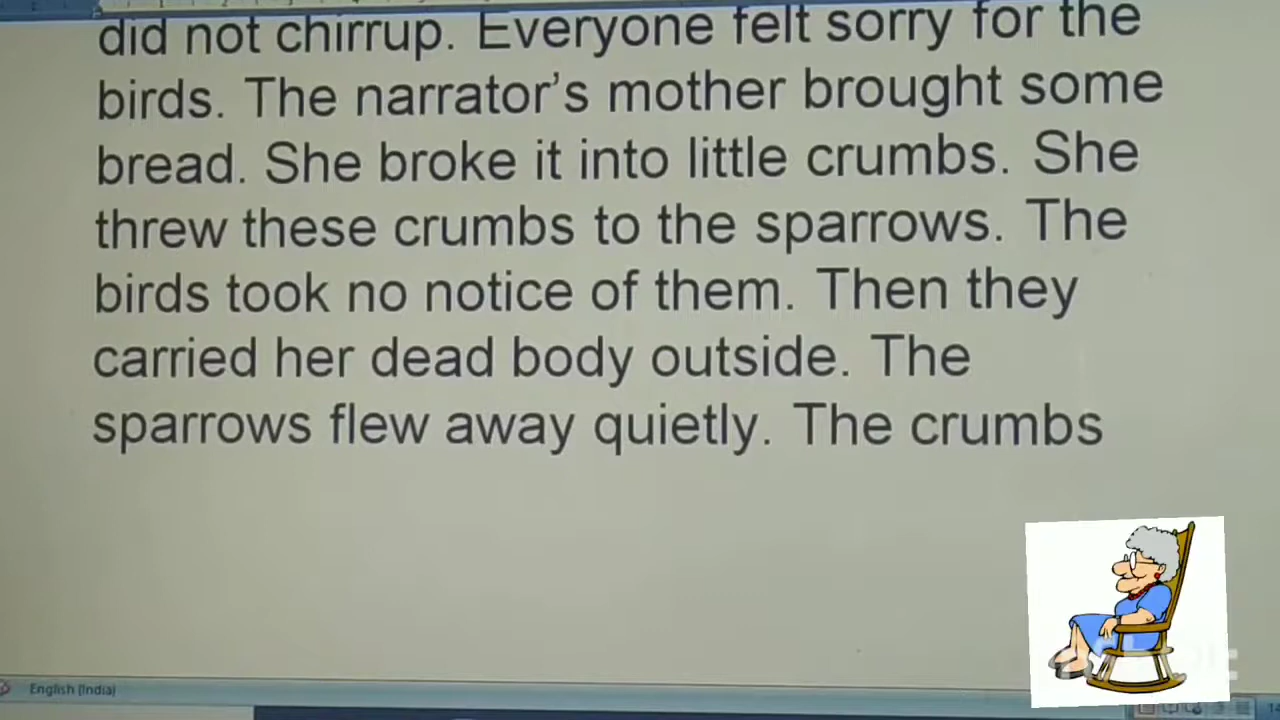 did not chirrup. Everyone felt sorry for the
birds. The narrator's mother brought some
bread. She broke it into little crumbs. She
threw these crumbs to the sparrows. The
birds took no notice of them. Then they
carried her dead body outside. The
sparrows flew away quietly. The crumbs
English (India)